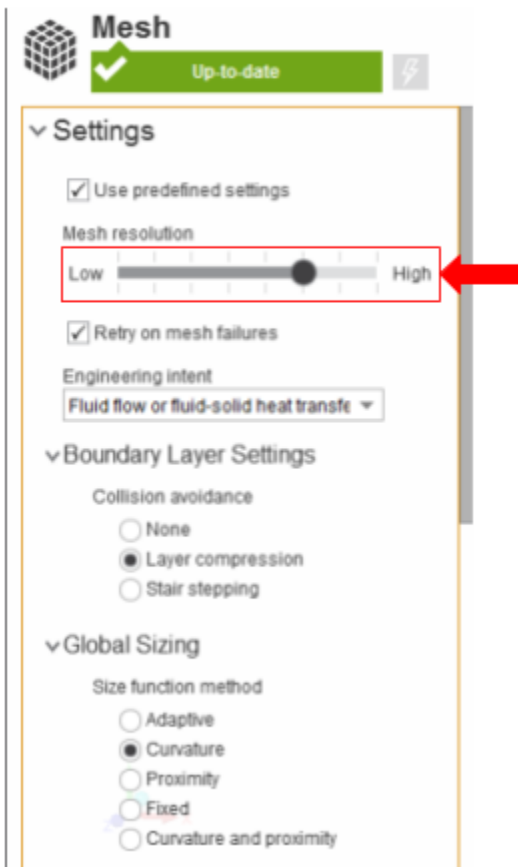 Mesh
Up-to-date
Settings
Use predefined settings
Mesh resolution
Low High
Retry on mesh failures
Engineering intent
Fluid flow or fluid-solid heat transfe
Boundary Layer Settings
Collision avoidance
None
Layer compression
Stair stepping
Global Sizing
Size function method
Adaptive
Curvature
Proximity
Fixed
Curvature and proximity